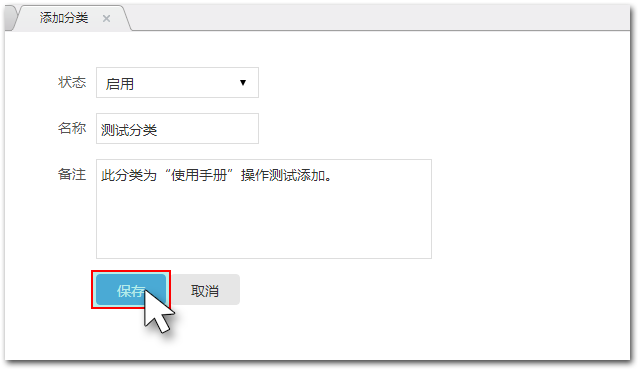 添加分类 ×
状态 启用
名称 测试分类
备注 此分类为“使用手册”操作测试添加。
保存 取消